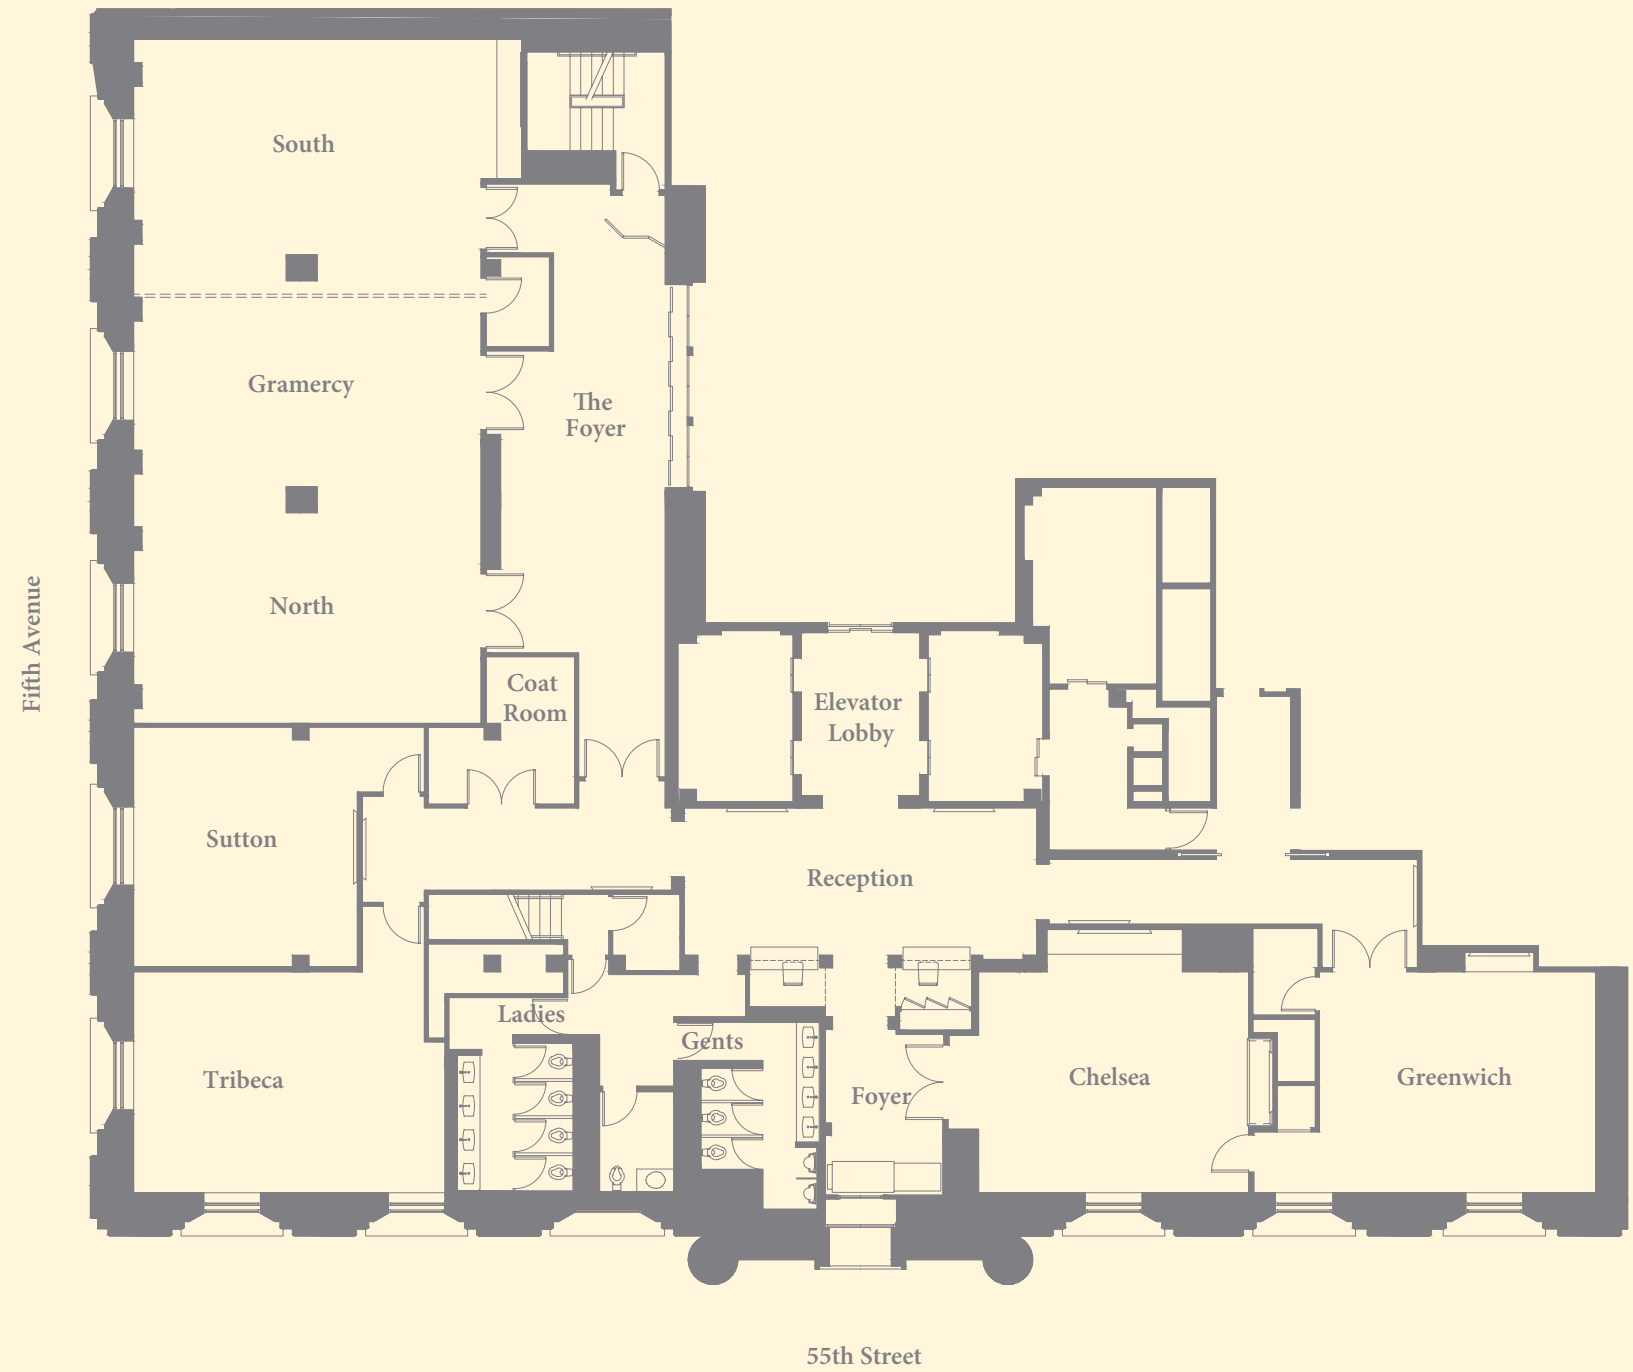 South
Gramercy
The
Foyer
Fifth Avenue
North
Coat
Room
Elevator
Lobby
Sutton
Reception
Ladies
Gents
Tribeca
Foyer
Chelsea
Greenwich
55th Street